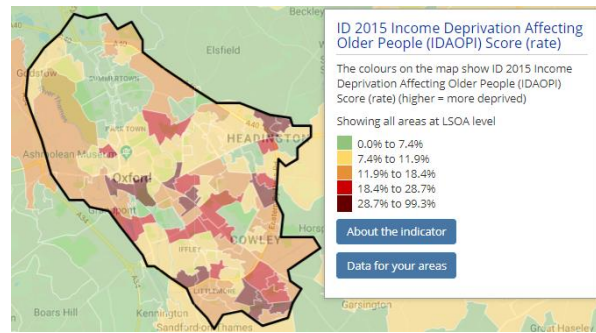 ID 2015 Income Deprivation Affecting
Older People (IDAOPI) Score (rate)
The colours on the map show ID 2015 Income
Deprivation Affecting Older People (IDAOPI)
Score (rate) (higher = more deprived)
Showing all areas at LSOA level
0.0% to 7.4%
7.4% to 11.9%
11.9% to 18.4%
18.4% to 28.7%
28.7% to 99.3%
About the indicator
Data for your areas
Beckley
A40
Elsfield
Godstow
SUMMERTOWN
A40
HEADINGTON
Ashmolean Museum
Oxford
A34
COWLEY
IFFLEY
LITTLEMORE
Boars Hill
Kennington
Sandford-on-Thames
Garsington
Great Haseley